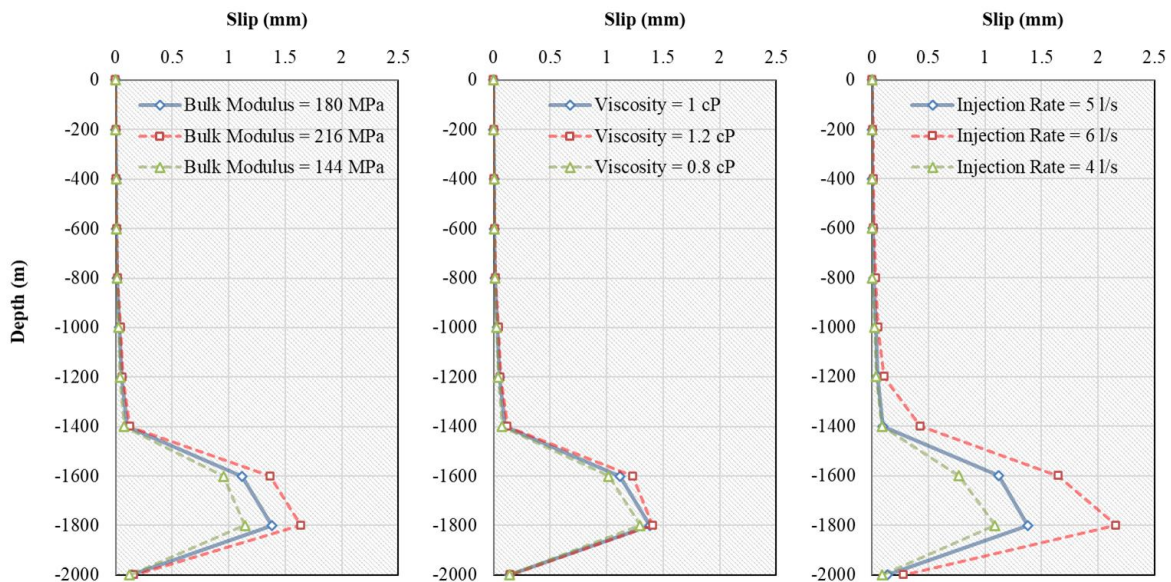 Slip (mm)
0 0.5 1 1.5 2 2.5
Depth (m)
0
-200
-400
-600
-800
-1000
-1200
-1400
-1600
-1800
-2000
Bulk Modulus = 180 MPa
Bulk Modulus = 216 MPa
Bulk Modulus = 144 MPa
Slip (mm)
0 0.5 1 1.5 2 2.5
0
-200
-400
-600
-800
-1000
-1200
-1400
-1600
-1800
-2000
Viscosity = 1 cP
Viscosity = 1.2 cP
Viscosity = 0.8 cP
Slip (mm)
0 0.5 1 1.5 2 2.5
0
-200
-400
-600
-800
-1000
-1200
-1400
-1600
-1800
-2000
Injection Rate = 5 l/s
Injection Rate = 6 l/s
Injection Rate = 4 l/s